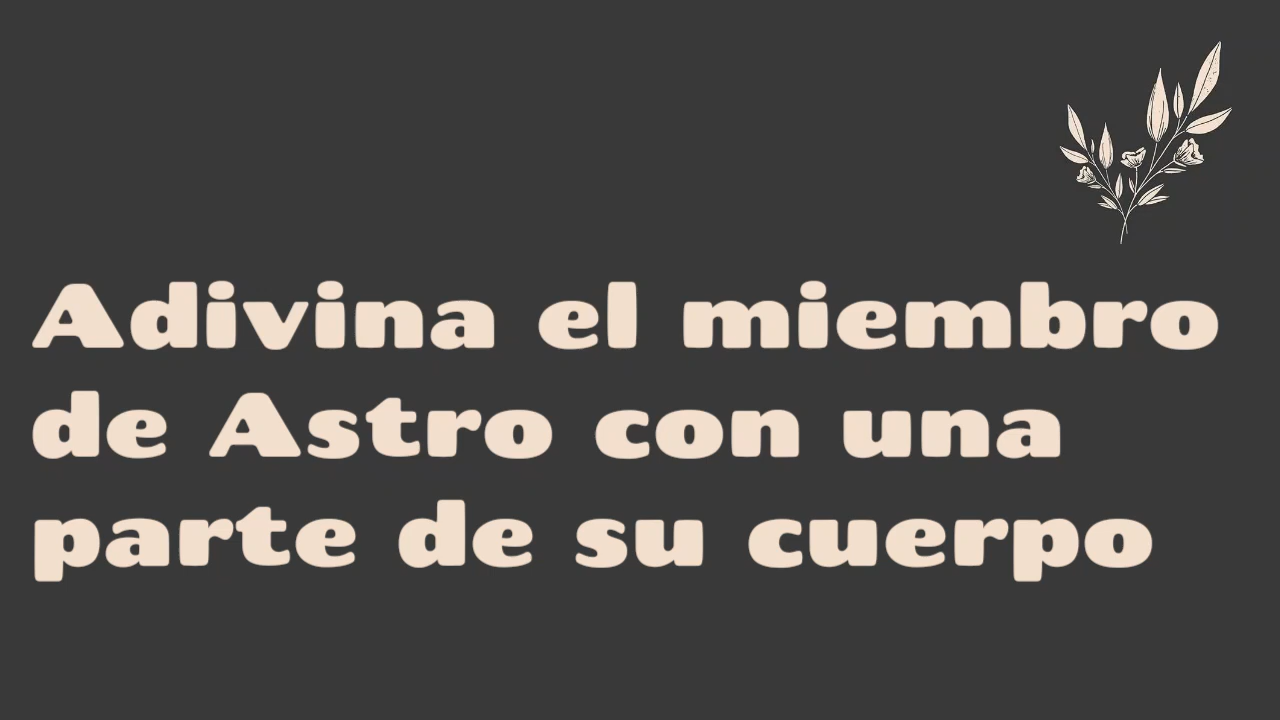 Adivina el miembro
de Astro con una
parte de su cuerpo